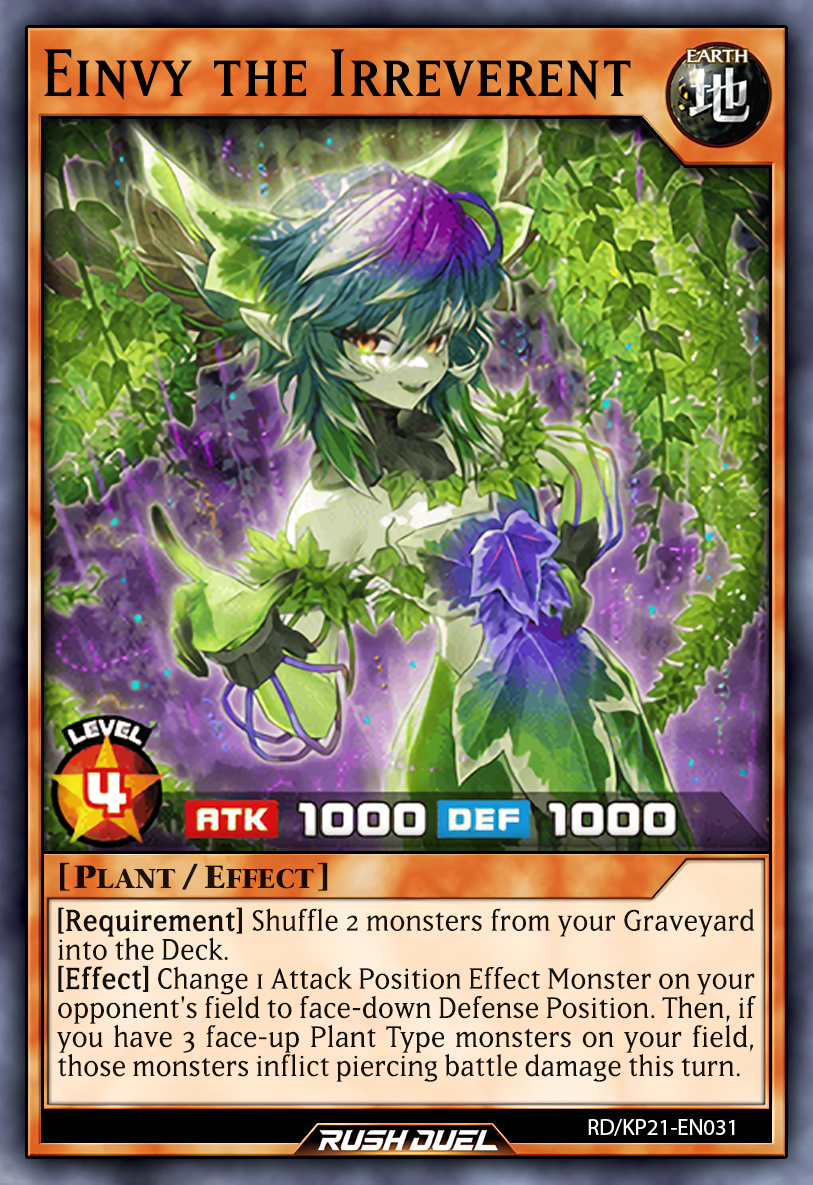 Einvy the Irreverent
EARTH
地
LEVEL
4
ATK 1000 DEF 1000
[Plant / Effect]
[Requirement] Shuffle 2 monsters from your Graveyard
into the Deck.
[Effect] Change 1 Attack Position Effect Monster on your
opponent's field to face-down Defense Position. Then, if
you have 3 face-up Plant Type monsters on your field,
those monsters inflict piercing battle damage this turn.
RD/KP21-EN031
RUSH DUEL